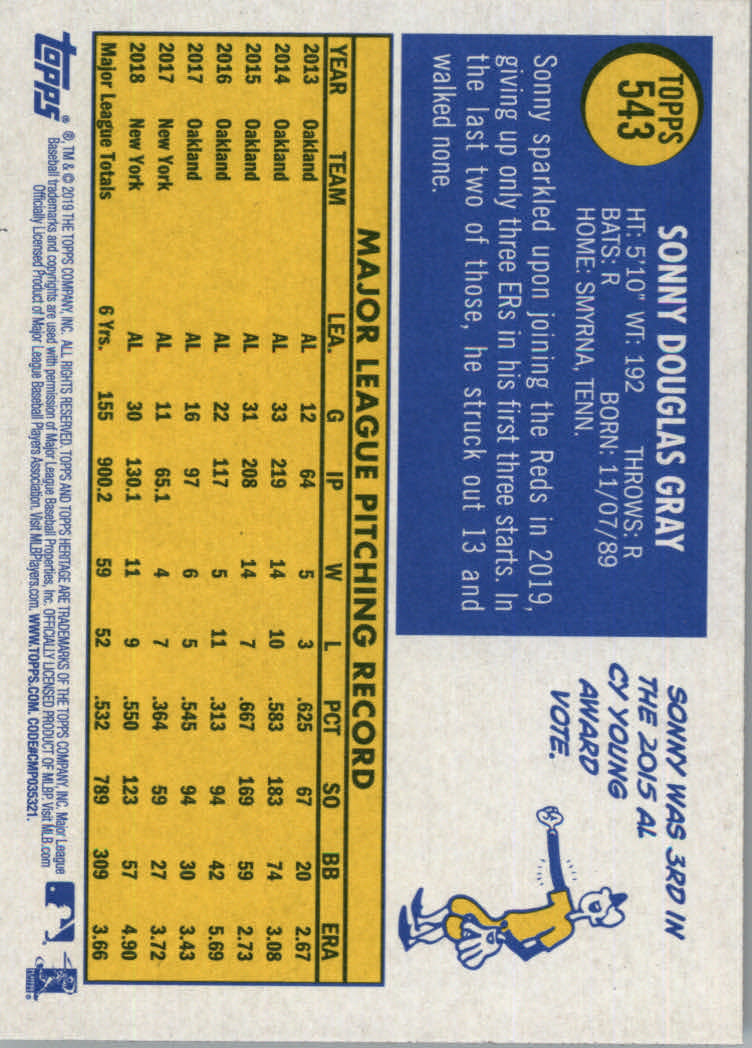 TOPPS
543
SONNY DOUGLAS GRAY
HT: 5'10" WT: 192 THROWS: R
BATS: R BORN: 11/07/89
HOME: SMYRNA, TENN.
Sonny sparkled upon joining the Reds in 2019,
giving up only three ERs in his first three starts. In
the last two of those, he struck out 13 and
walked none.
SONNY WAS 3RD IN
THE 2015 AL
CY YOUNG
AWARD
VOTE.
MAJOR LEAGUE PITCHING RECORD
YEAR TEAM LEA. G IP W L PCT SO BB ERA
2013 Oakland AL 12 64 5 3 .625 67 20 2.67
2014 Oakland AL 33 219 14 10 .583 183 74 3.08
2015 Oakland AL 31 208 14 7 .667 169 59 2.73
2016 Oakland AL 22 117 5 11 .313 94 42 5.69
2017 Oakland AL 16 97 6 5 .545 94 30 3.43
2017 New York AL 11 65.1 4 7 .364 59 27 3.72
2018 New York AL 30 130.1 11 9 .550 123 57 4.90
Major League Totals 6 Yrs. 155 900.2 59 52 .532 789 309 3.66
topps
®, TM & © 2019 THE TOPPS COMPANY, INC. ALL RIGHTS RESERVED. TOPPS AND TOPPS HERITAGE ARE TRADEMARKS OF THE TOPPS COMPANY, INC. Major League
Baseball trademarks and copyrights are used with permission of Major League Baseball Properties, Inc. OFFICIALLY LICENSED PRODUCT OF MLBP. Visit MLB.com
Officially Licensed Product of Major League Baseball Players Association. Visit MLBPlayers.com. WWW.TOPPS.COM. CODE#CMP035321.